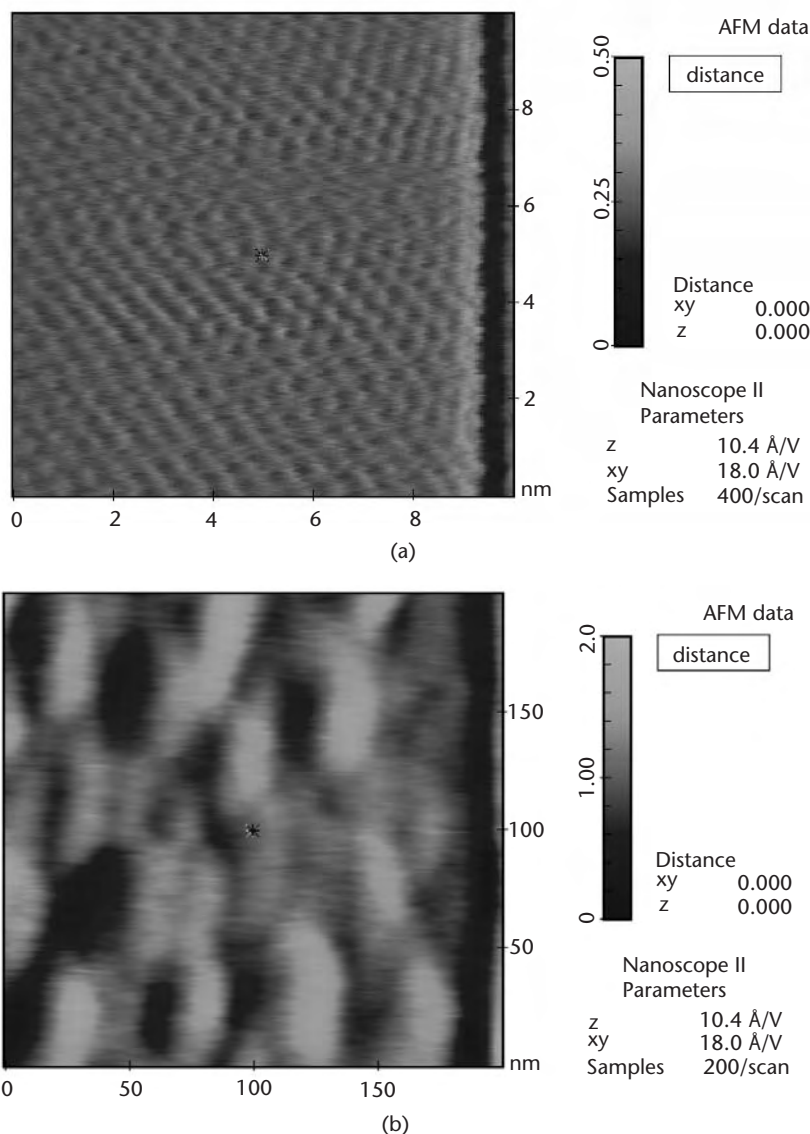 AFM data
distance
0.50
0.25
0
8
6
4
2
nm
0 2 4 6 8
Distance
xy 0.000
z 0.000
Nanoscope II
Parameters
z 10.4 Å/V
xy 18.0 Å/V
Samples 400/scan
(a)
AFM data
distance
2.0
1.00
0
150
100
50
nm
0 50 100 150
Distance
xy 0.000
z 0.000
Nanoscope II
Parameters
z 10.4 Å/V
xy 18.0 Å/V
Samples 200/scan
(b)